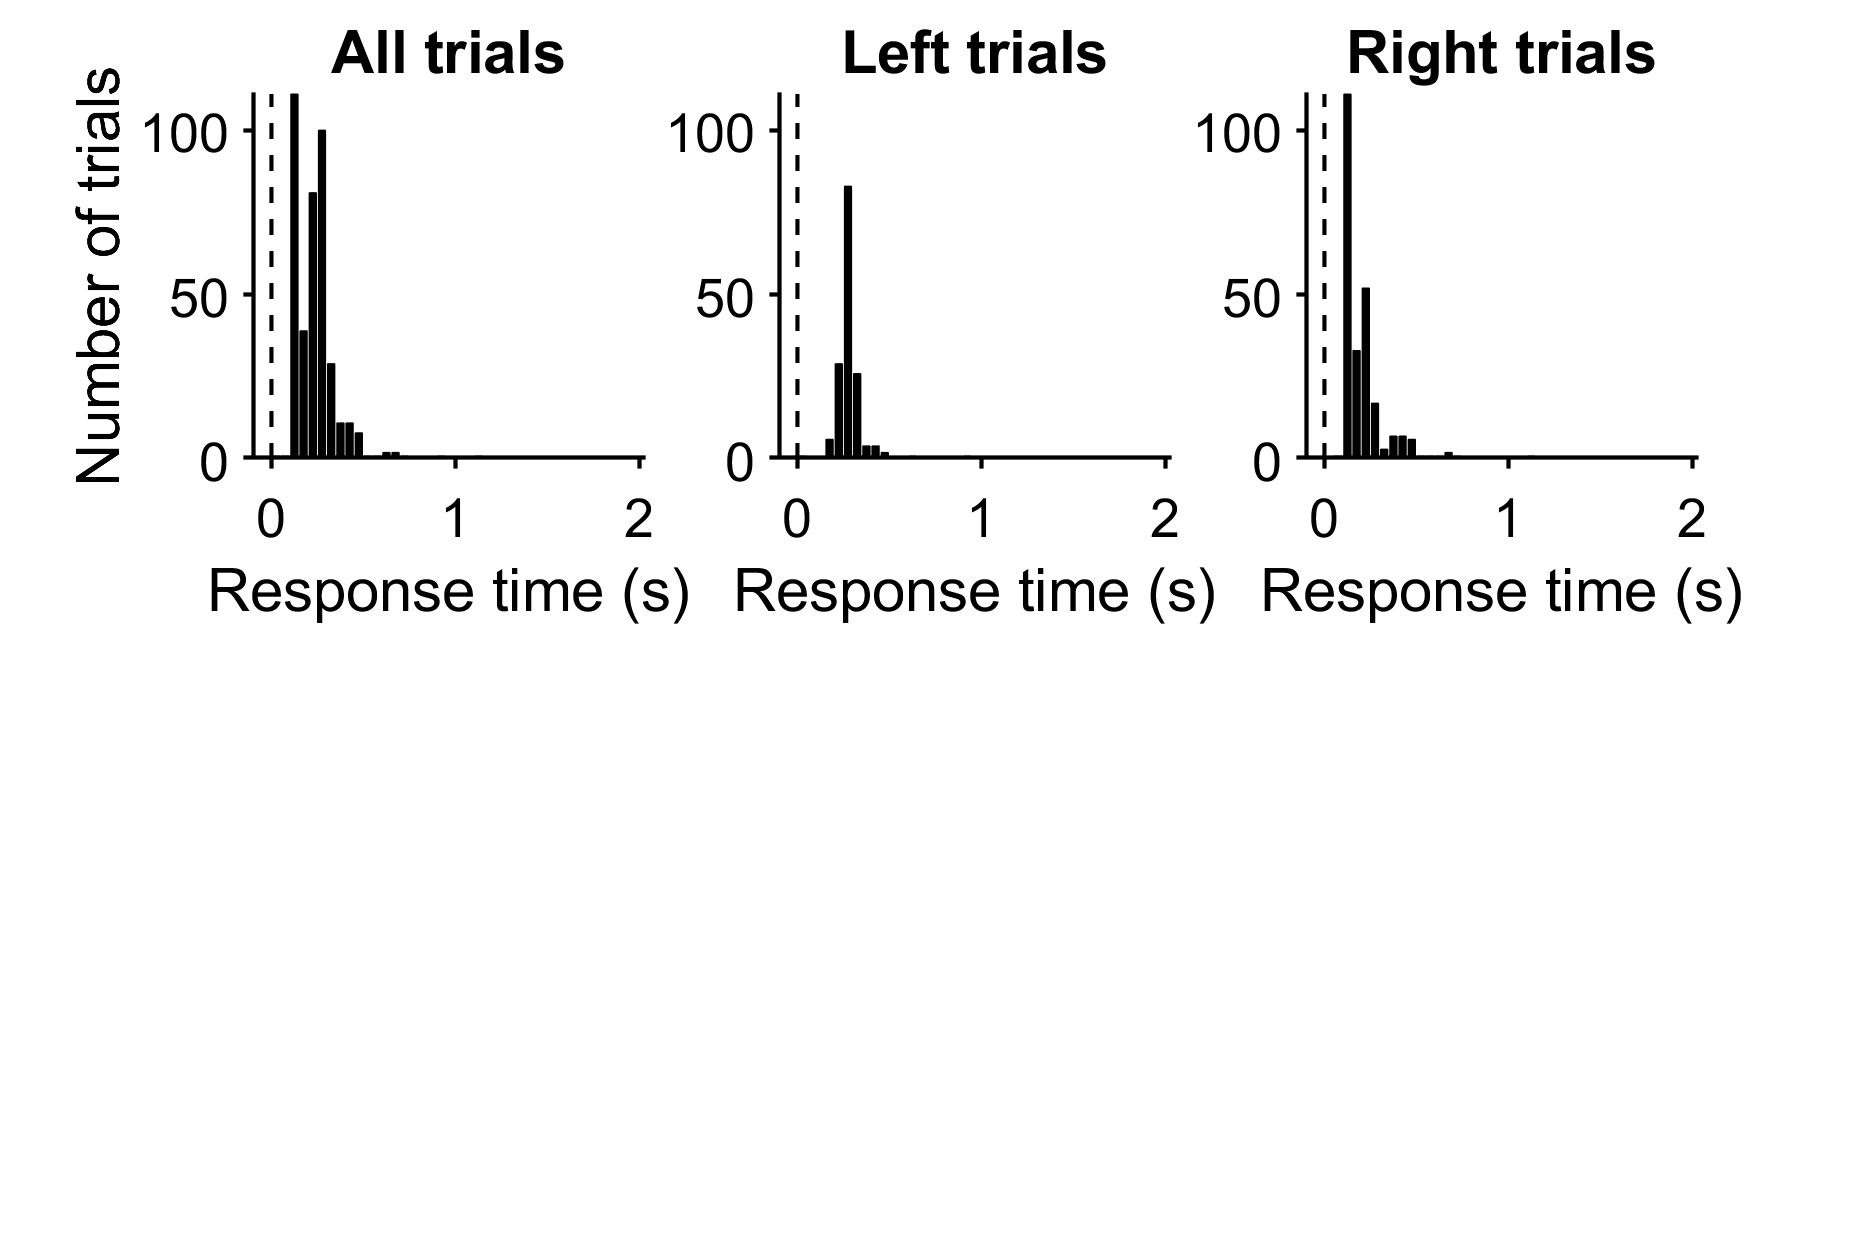 All trials Left trials Right trials
Number of trials
100 100 100
50 50 50
0 0 0
0 1 2 0 1 2 0 1 2
Response time (s) Response time (s) Response time (s)